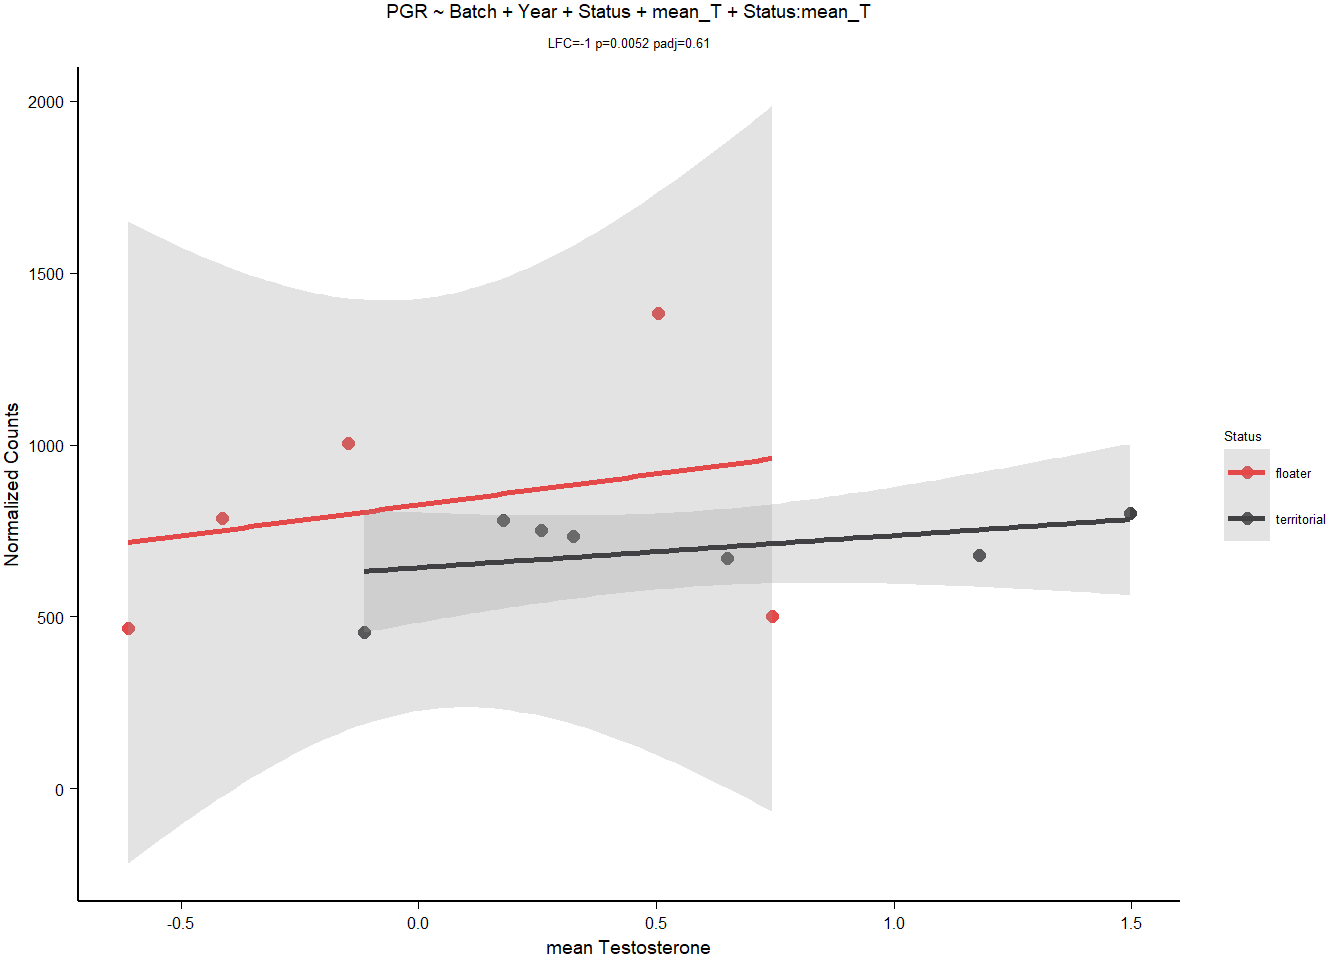 PGR ~ Batch + Year + Status + mean_T + Status:mean_T
LFC=-1 p=0.0052 padj=0.61
Normalized Counts
2000
1500
1000
500
0
-0.5
0.0
0.5
1.0
1.5
mean Testosterone
Status
floater
territorial